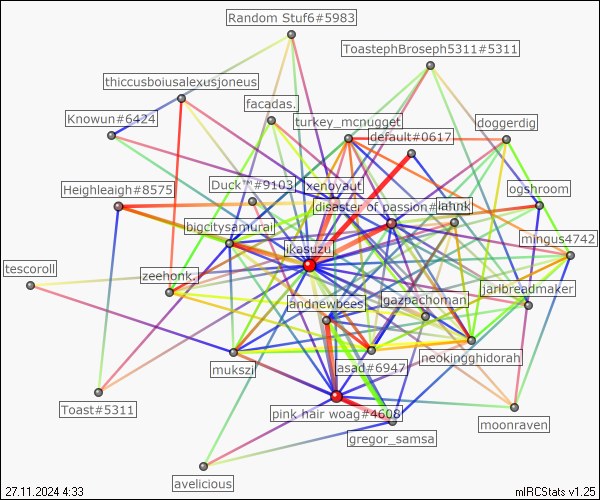 Random Stuf6#5983
ToastephBroseph5311#5311
thiccusboiusalexusjoneus
facadas.
Knowun#6424
turkey_mcnugget
doggerdig
default#0617
Duck™#9103
xenoyaut
Heighleaigh#8575
ogshroom
disaster of passion#
lahnk
bigcitysamurai
mingus4742
ikasuzu
tescoroll
zeehonk.
jarlbreadmaker
andnewbees
gazpachoman
neokingghidorah
mukszi
asad#6947
Toast#5311
pink hair woag#4608
moonraven
gregor_samsa
avelicious
27.11.2024 4:33
mIRCStats v1.25